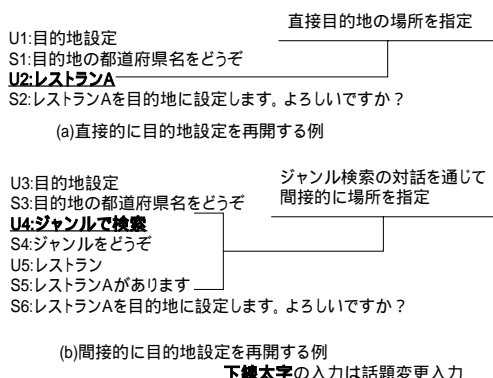 直接目的地の場所を指定
U1:目的地設定
S1:目的地の都道府県名をどうぞ
U2:レストランA
S2:レストランAを目的地に設定します。よろしいですか？
(a)直接的に目的地設定を再開する例
ジャンル検索の対話を通じて
間接的に場所を指定
U3:目的地設定
S3:目的地の都道府県名をどうぞ
U4:ジャンルで検索
S4:ジャンルをどうぞ
U5:レストラン
S5:レストランAがあります
S6:レストランAを目的地に設定します。よろしいですか？
(b)間接的に目的地設定を再開する例
下線太字の入力は話題変更入力